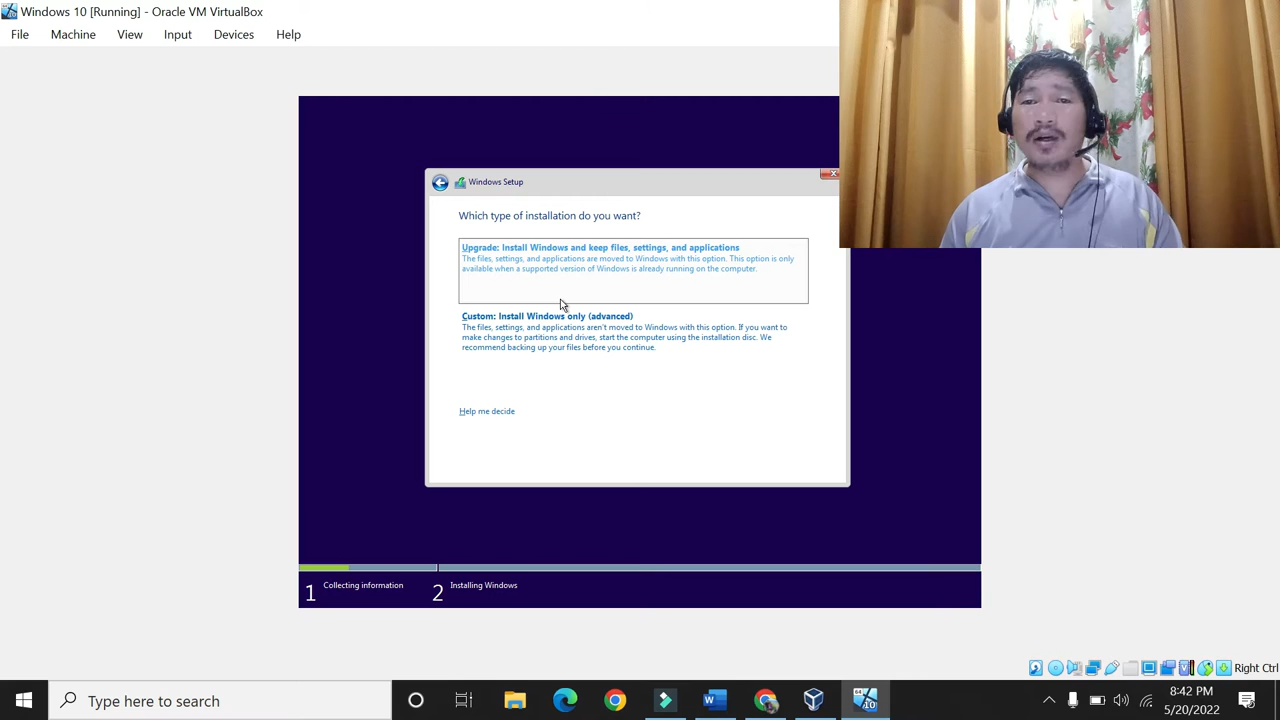 Windows 10 [Running] - Oracle VM VirtualBox
File Machine View Input Devices Help
Windows Setup
Which type of installation do you want?
Upgrade: Install Windows and keep files, settings, and applications
The files, settings, and applications are moved to Windows with this option. This option is only
available when a supported version of Windows is already running on the computer.
Custom: Install Windows only (advanced)
The files, settings, and applications aren't moved to Windows with this option. If you want to
make changes to partitions and drives, start the computer using the installation disc. We
recommend backing up your files before you continue.
Help me decide
1 Collecting information 2 Installing Windows
Right Ctrl
Type here to search
64
10
8:42 PM
5/20/2022